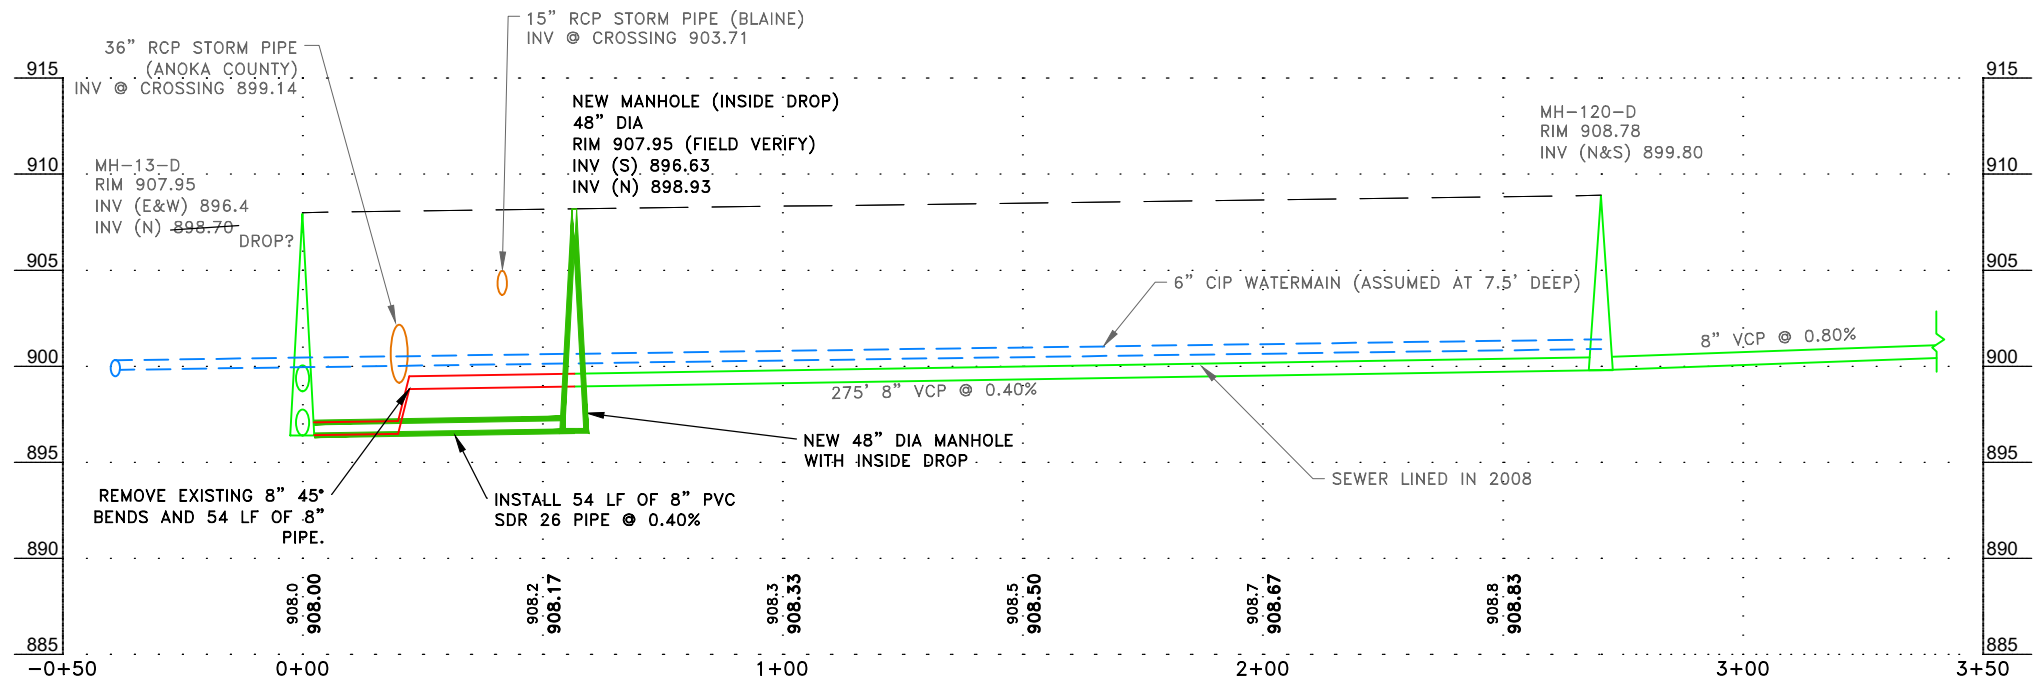 15” RCP STORM PIPE (BLAINE)
INV @ CROSSING 903.71
36” RCP STORM PIPE
(ANOKA COUNTY)
INV @ CROSSING 899.14
NEW MANHOLE (INSIDE DROP)
48” DIA
RIM 907.95 (FIELD VERIFY)
INV (S) 896.63
INV (N) 898.93
MH-120-D
RIM 908.78
INV (N&S) 899.80
MH-13-D
RIM 907.95
INV (E&W) 896.4
INV (N) 898.70
DROP?
6” CIP WATERMAIN (ASSUMED AT 7.5’ DEEP)
8” VCP @ 0.80%
275’ 8” VCP @ 0.40%
NEW 48” DIA MANHOLE
WITH INSIDE DROP
SEWER LINED IN 2008
REMOVE EXISTING 8” 45°
BENDS AND 54 LF OF 8”
PIPE.
INSTALL 54 LF OF 8” PVC
SDR 26 PIPE @ 0.40%
915
910
905
900
895
890
885
915
910
905
900
895
890
885
908.0
908.00
908.2
908.17
908.3
908.33
908.5
908.50
908.7
908.67
908.8
908.83
-0+50
0+00
1+00
2+00
3+00
3+50